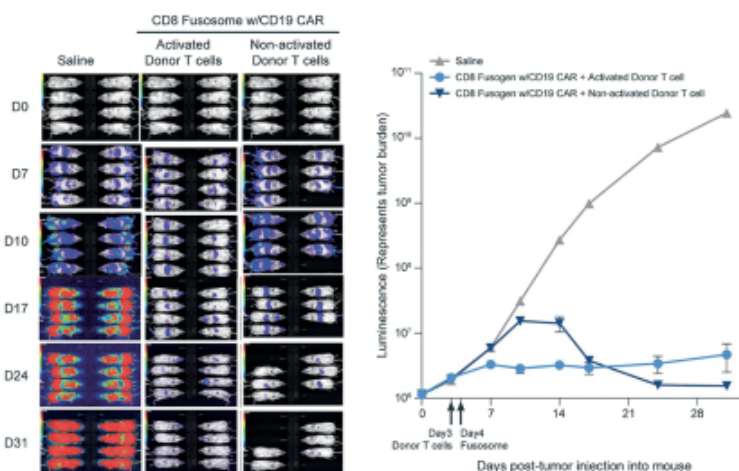 CD8 Fusosome w/CD19 CAR
Saline
Activated
Donor T cells
Non-activated
Donor T cells
D0
D7
D10
D17
D24
D31
Saline
CD8 Fusogen w/CD19 CAR + Activated Donor T cell
CD8 Fusogen w/CD19 CAR + Non-activated Donor T cell
Luminescence (Represents tumor burden)
10¹¹
10¹⁰
10⁹
10⁸
10⁷
10⁶
0
7
14
21
28
Day3
Donor T cells
Day4
Fusosome
Days post-tumor injection into mouse